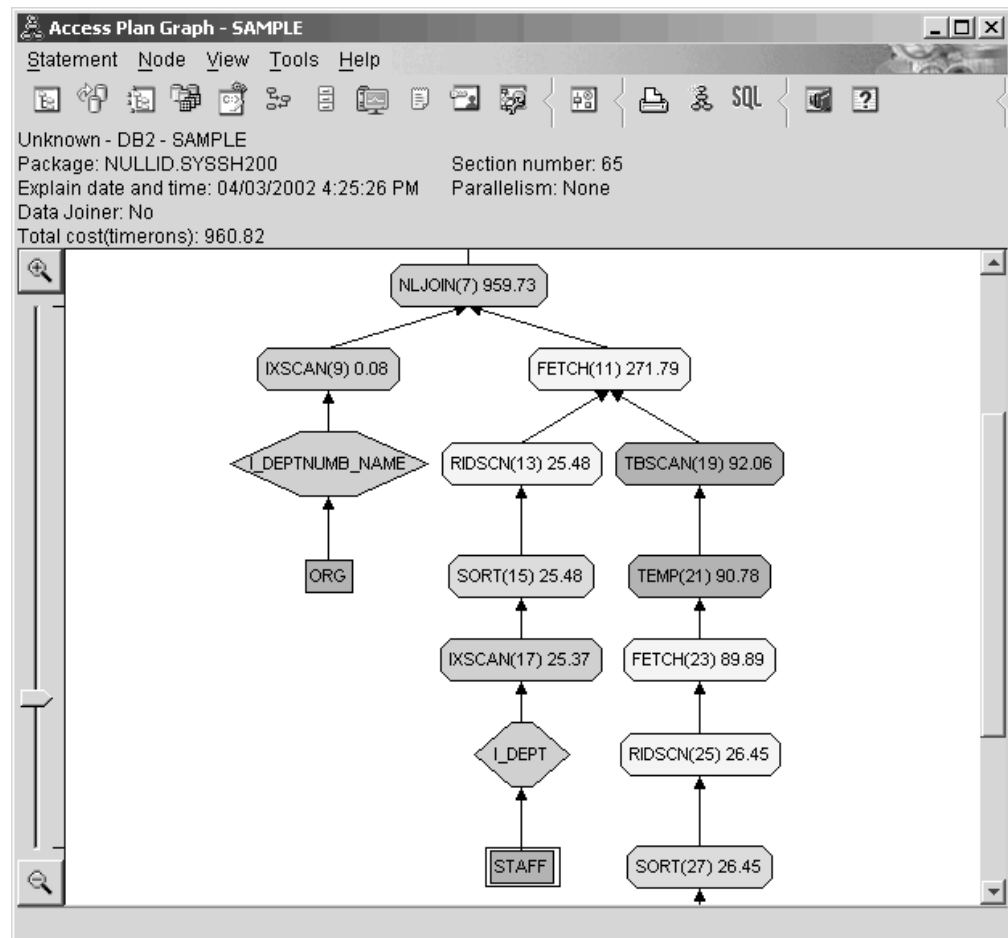 Access Plan Graph - SAMPLE
Statement Node View Tools Help
SQL
?
Unknown - DB2 - SAMPLE
Package: NULLID.SYSSH200 Section number: 65
Explain date and time: 04/03/2002 4:25:26 PM Parallelism: None
Data Joiner: No
Total cost(timerons): 960.82
NLJOIN(7) 959.73
IXSCAN(9) 0.08 FETCH(11) 271.79
I_DEPTNUMB_NAME RIDSCN(13) 25.48 TBSCAN(19) 92.06
ORG SORT(15) 25.48 TEMP(21) 90.78
IXSCAN(17) 25.37 FETCH(23) 89.89
I_DEPT RIDSCN(25) 26.45
STAFF SORT(27) 26.45